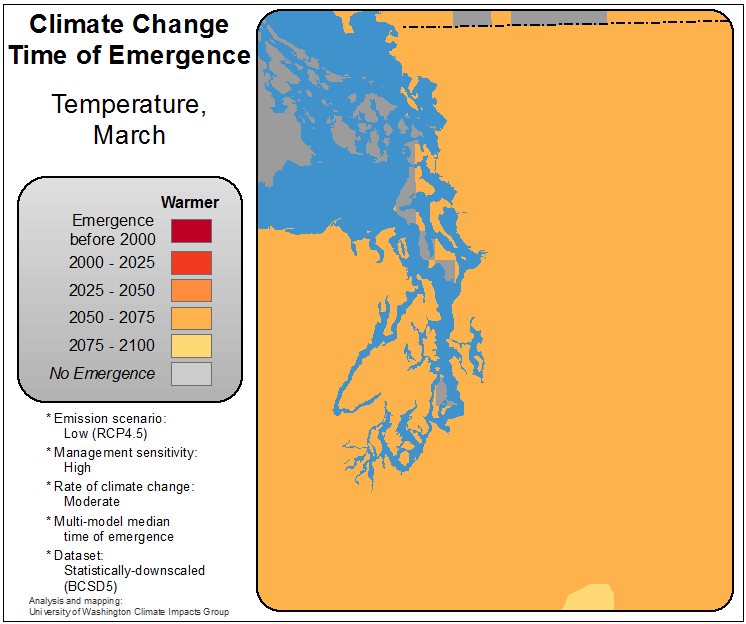 Climate Change
Time of Emergence
Temperature,
March
Warmer
Emergence
before 2000
2000 - 2025
2025 - 2050
2050 - 2075
2075 - 2100
No Emergence
* Emission scenario:
Low (RCP4.5)
* Management sensitivity:
High
* Rate of climate change:
Moderate
* Multi-model median
time of emergence
* Dataset:
Statistically-downscaled
(BCSD5)
Analysis and mapping:
University of Washington Climate Impacts Group